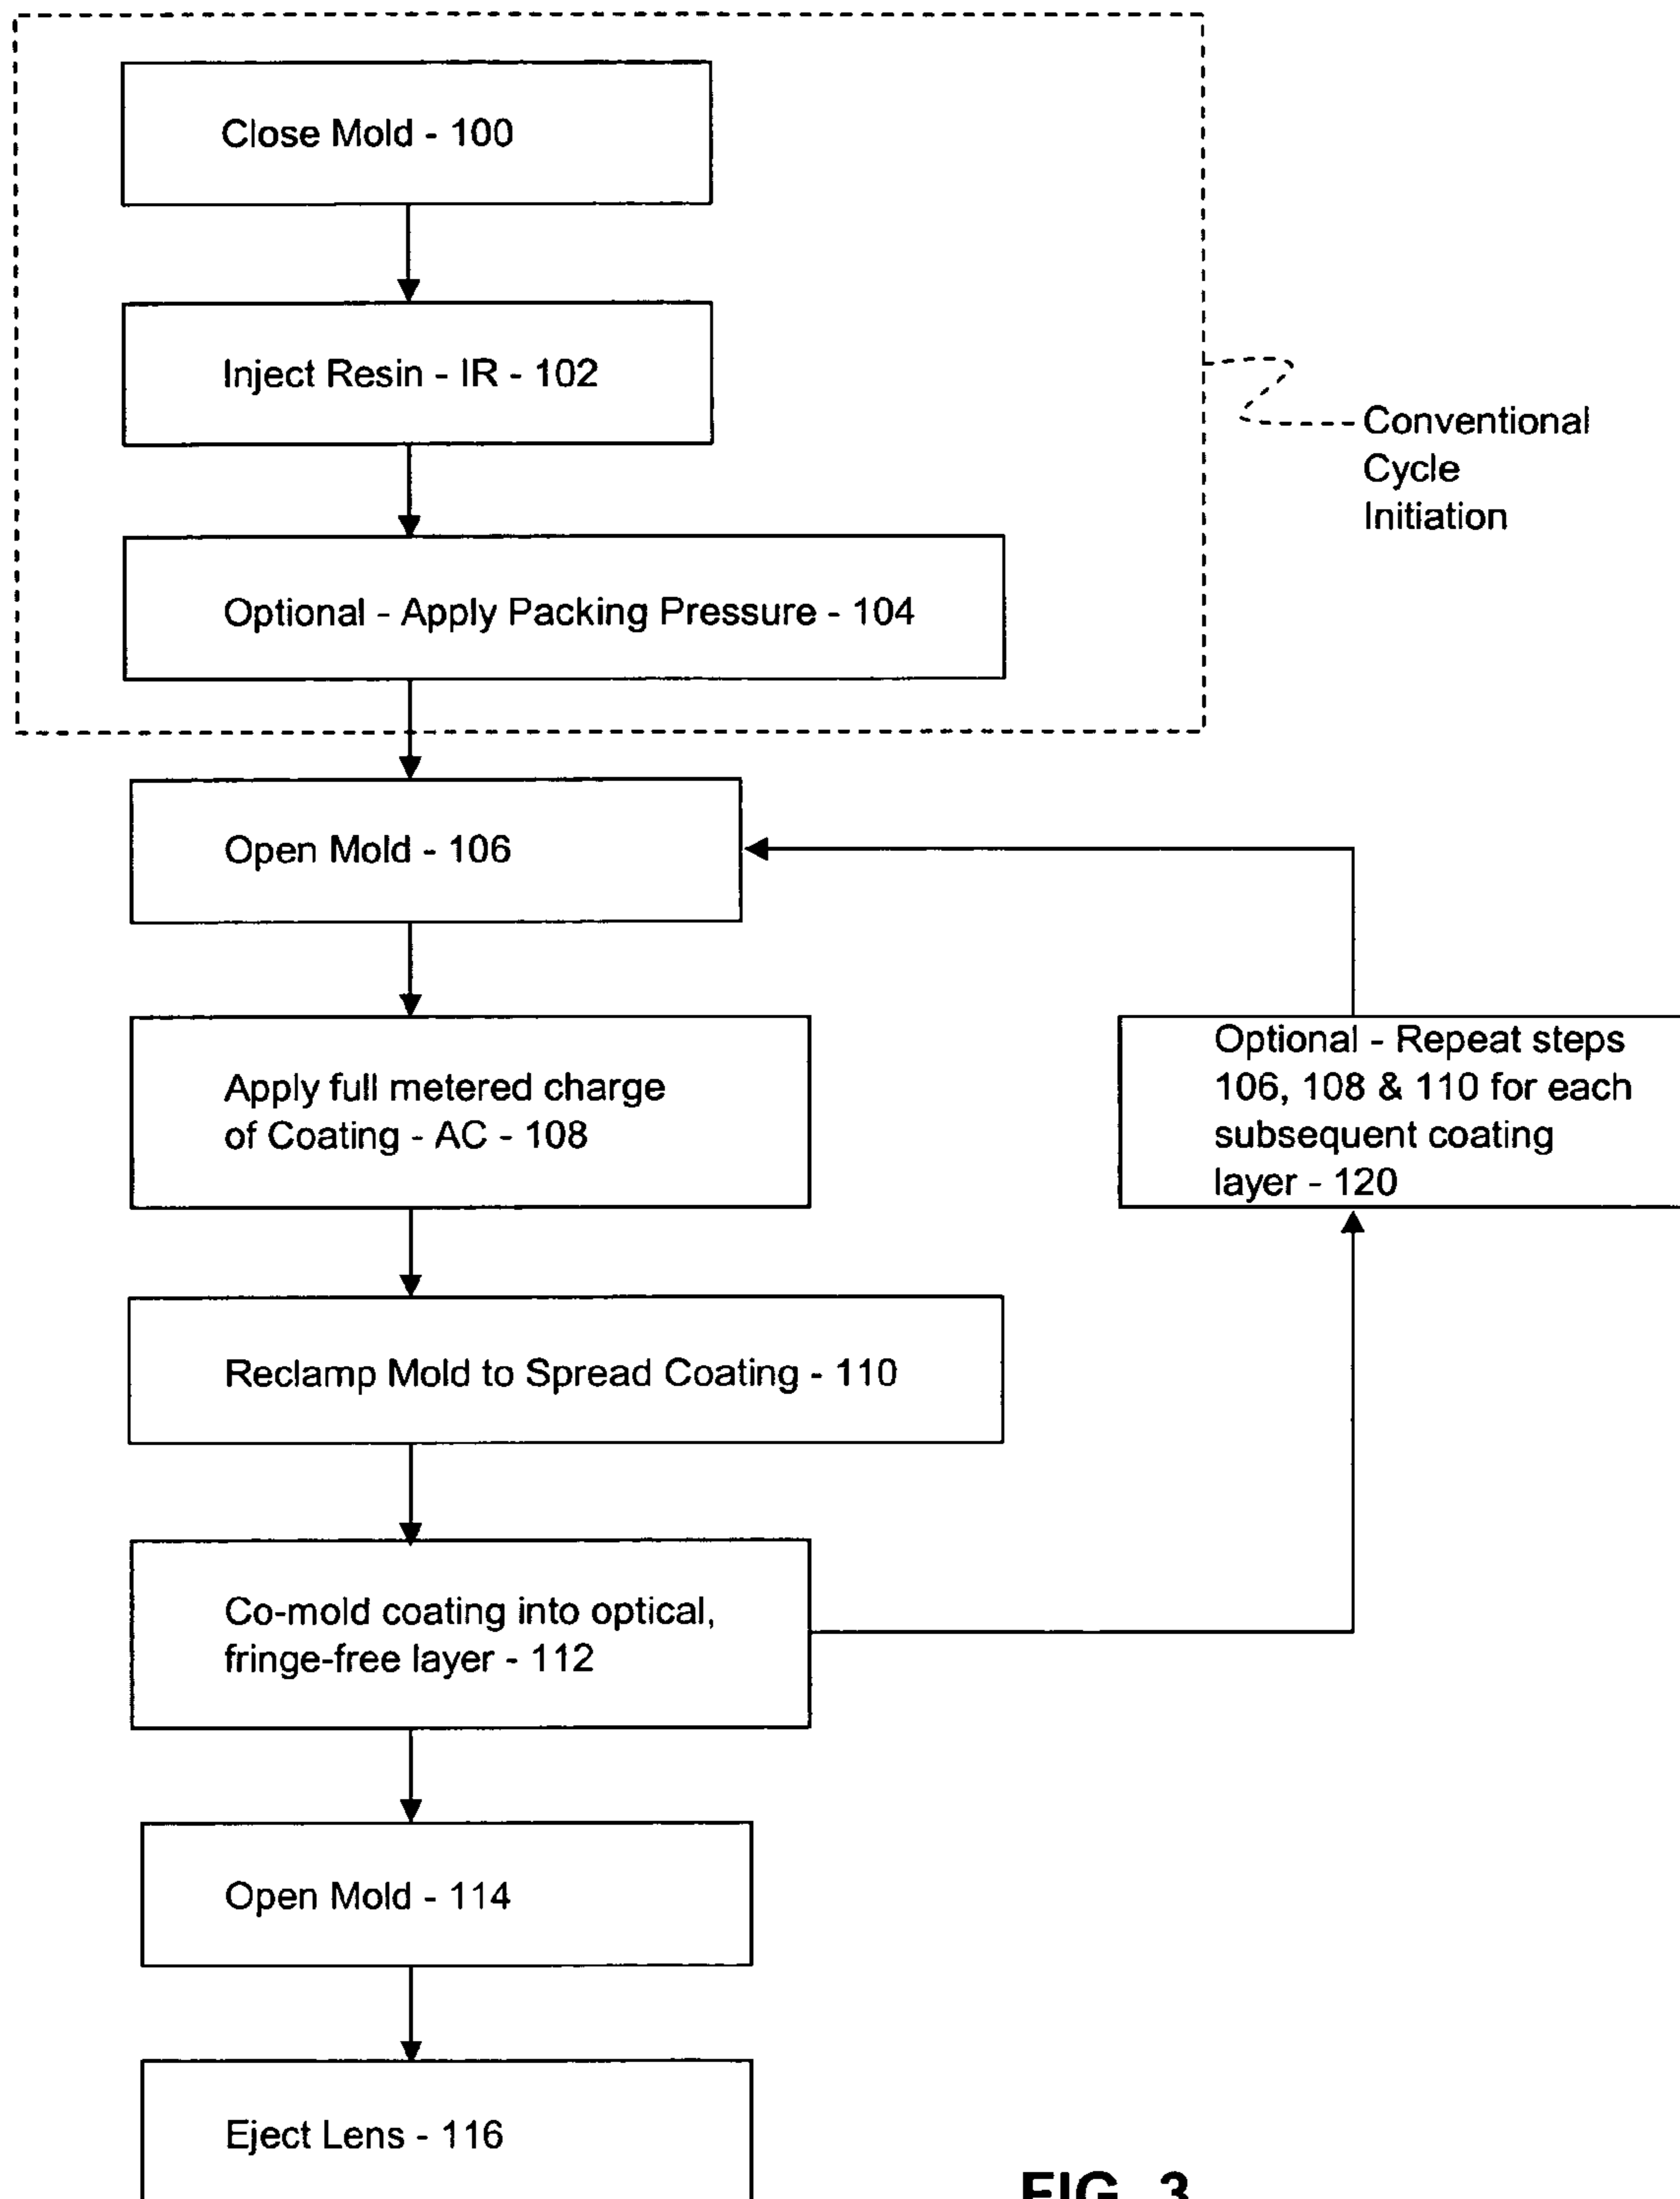 Close Mold - 100
Inject Resin - IR - 102
Conventional
Cycle
Initiation
Optional - Apply Packing Pressure - 104
Open Mold - 106
Apply full metered charge
of Coating - AC - 108
Optional - Repeat steps
106, 108 & 110 for each
subsequent coating
layer - 120
Reclamp Mold to Spread Coating - 110
Co-mold coating into optical,
fringe-free layer - 112
Open Mold - 114
Eject Lens - 116
FIG. 3